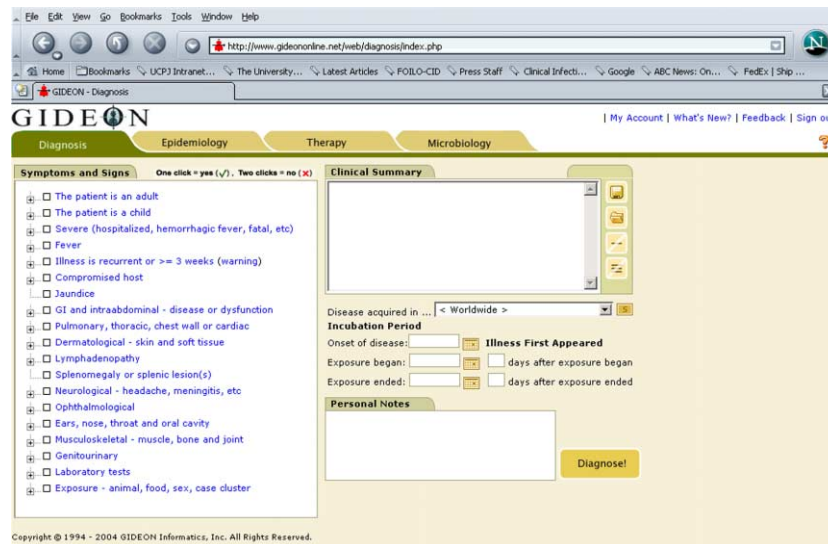 File Edit View Go Bookmarks Tools Window Help
http://www.gideononline.net/web/diagnosis/index.php
N
Home Bookmarks UCPJ Intranet... The University... Latest Articles FOILO-CID Press Staff Clinical Infecti... Google ABC News: On... FedEx | Ship ...
GIDEON - Diagnosis
GIDEON
| My Account | What's New? | Feedback | Sign ou
Diagnosis Epidemiology Therapy Microbiology
Symptoms and Signs One click = yes (✓), Two clicks = no (✗)
The patient is an adult
The patient is a child
Severe (hospitalized, hemorrhagic fever, fatal, etc)
Fever
Illness is recurrent or >= 3 weeks (warning)
Compromised host
Jaundice
GI and intraabdominal - disease or dysfunction
Pulmonary, thoracic, chest wall or cardiac
Dermatological - skin and soft tissue
Lymphadenopathy
Splenomegaly or splenic lesion(s)
Neurological - headache, meningitis, etc
Ophthalmological
Ears, nose, throat and oral cavity
Musculoskeletal - muscle, bone and joint
Genitourinary
Laboratory tests
Exposure - animal, food, sex, case cluster
Clinical Summary
Disease acquired in ... < Worldwide >
Incubation Period
Onset of disease: Illness First Appeared
Exposure began: days after exposure began
Exposure ended: days after exposure ended
Personal Notes
Diagnose!
Copyright © 1994 - 2004 GIDEON Informatics, Inc. All Rights Reserved.